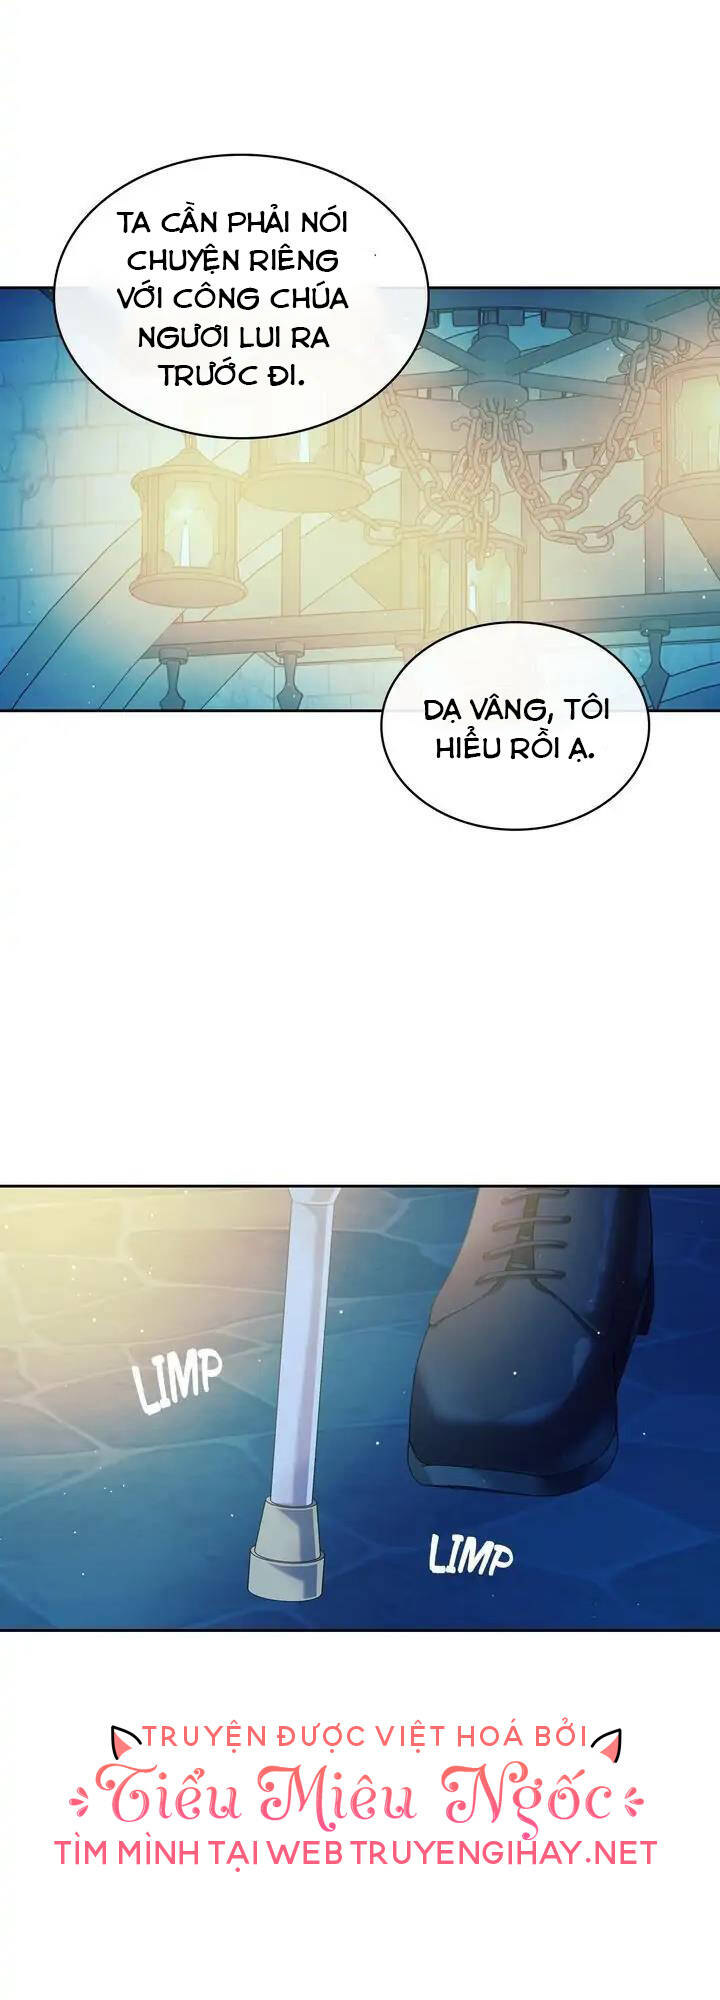 TA CẦN PHẢI NÓI
CHUYỆN RIÊNG
VỚI CÔNG CHÚA
NGƯƠI LUI RA
TRƯỚC ĐI.
DẠ VÂNG, TÔI
HIỂU RỒI Ạ.
LIMP
LIMP
TRUYỆN ĐƯỢC VIỆT HOÁ BỞI
Tiểu Miêu Ngốc
TÌM MÌNH TẠI WEB TRUYENGIHAY.NET